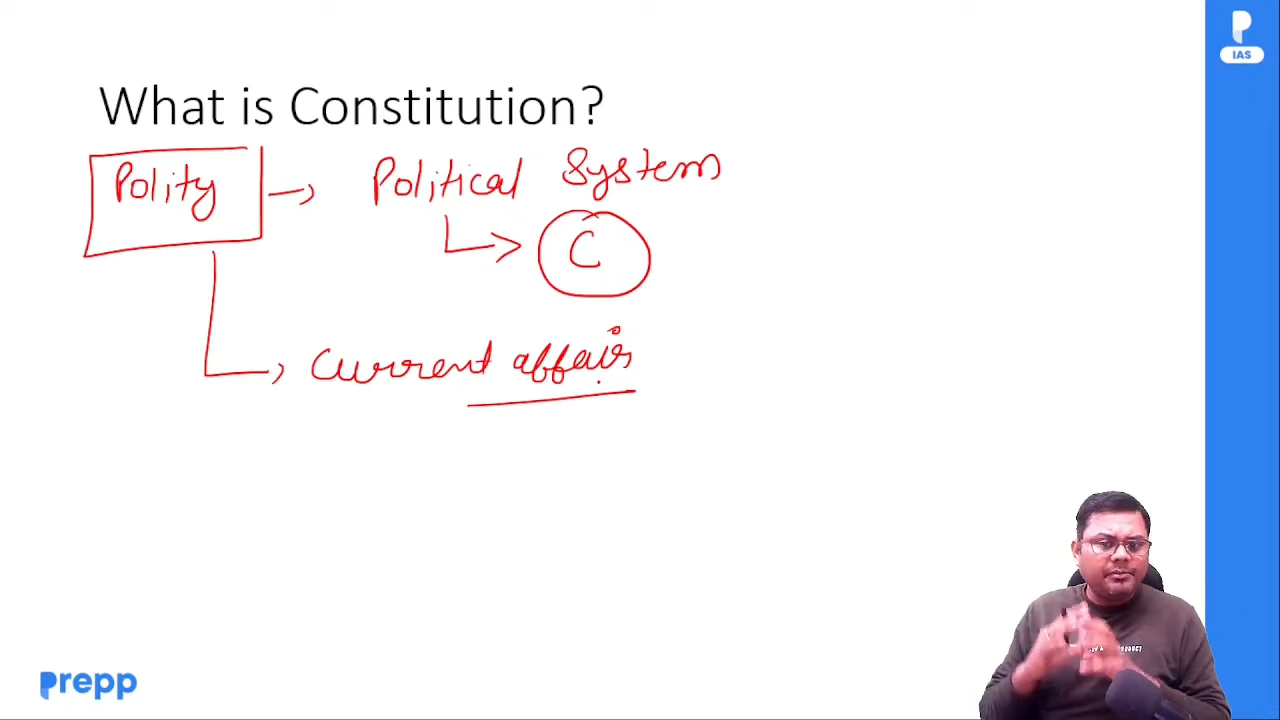 IAS
What is Constitution?
Polity → Political System
C
Current affairs
prepp